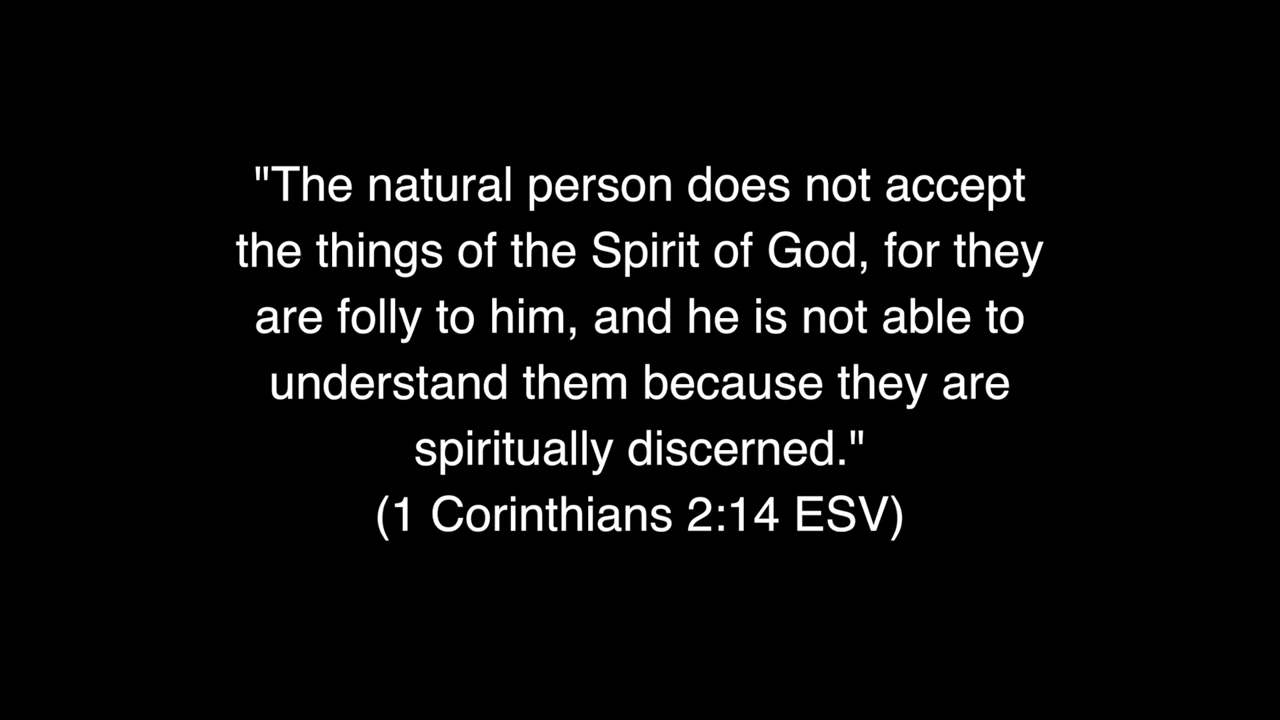 "The natural person does not accept
the things of the Spirit of God, for they
are folly to him, and he is not able to
understand them because they are
spiritually discerned."
(1 Corinthians 2:14 ESV)